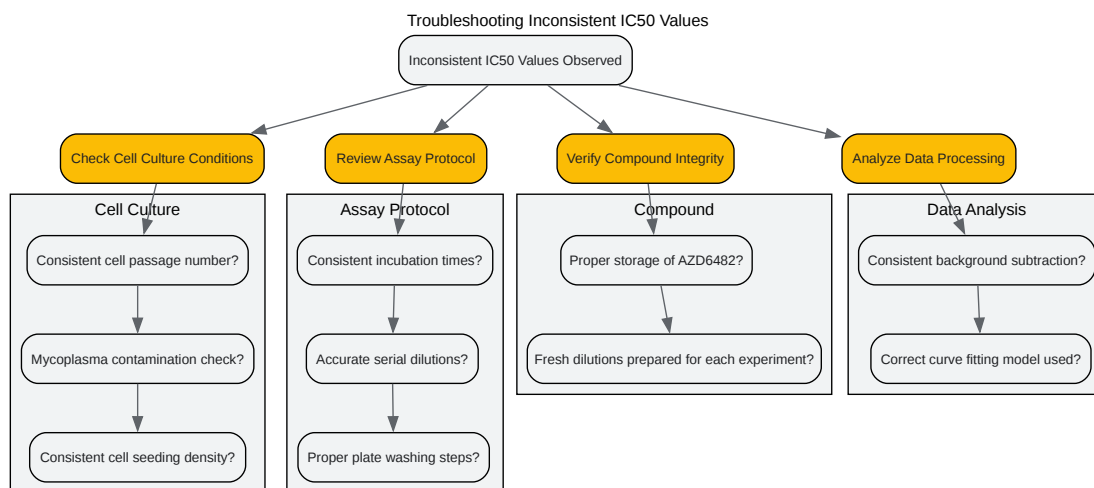 Troubleshooting Inconsistent IC50 Values
Inconsistent IC50 Values Observed
Check Cell Culture Conditions
Review Assay Protocol
Verify Compound Integrity
Analyze Data Processing
Cell Culture
Assay Protocol
Compound
Data Analysis
Consistent cell passage number?
Consistent incubation times?
Proper storage of AZD6482?
Consistent background subtraction?
Mycoplasma contamination check?
Accurate serial dilutions?
Fresh dilutions prepared for each experiment?
Correct curve fitting model used?
Consistent cell seeding density?
Proper plate washing steps?